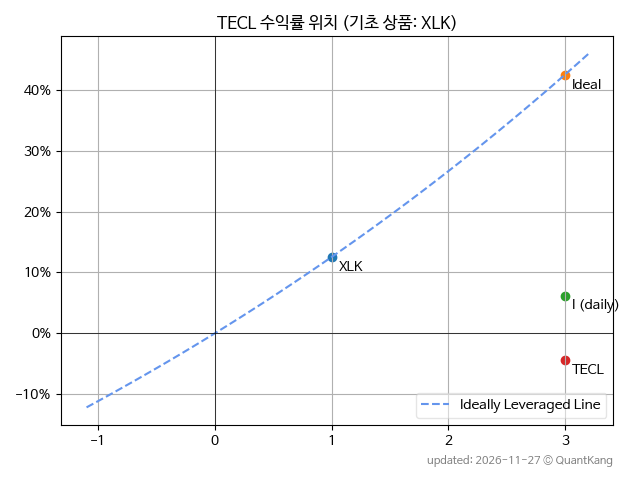 TECL 수익률 위치 (기초 상품: XLK)
40%
30%
20%
10%
0%
−10%
Ideal
XLK
I (daily)
TECL
Ideally Leveraged Line
−1 0 1 2 3
updated: 2026-11-27 © QuantKang